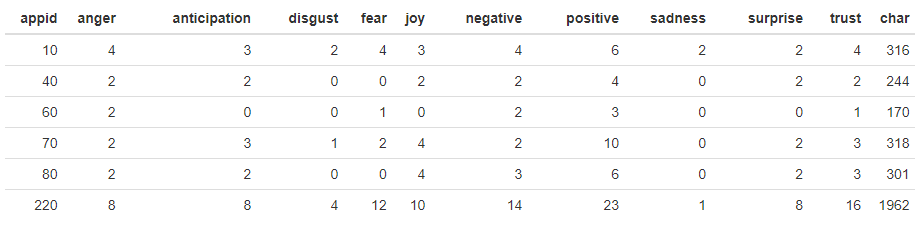 appid anger anticipation disgust fear joy negative positive sadness surprise trust char
10 4 3 2 4 3 4 6 2 2 4 316
40 2 2 0 0 2 2 4 0 2 2 244
60 2 0 0 1 0 2 3 0 0 1 170
70 2 3 1 2 4 2 10 0 2 3 318
80 2 2 0 0 4 3 6 0 2 3 301
220 8 8 4 12 10 14 23 1 8 16 1962